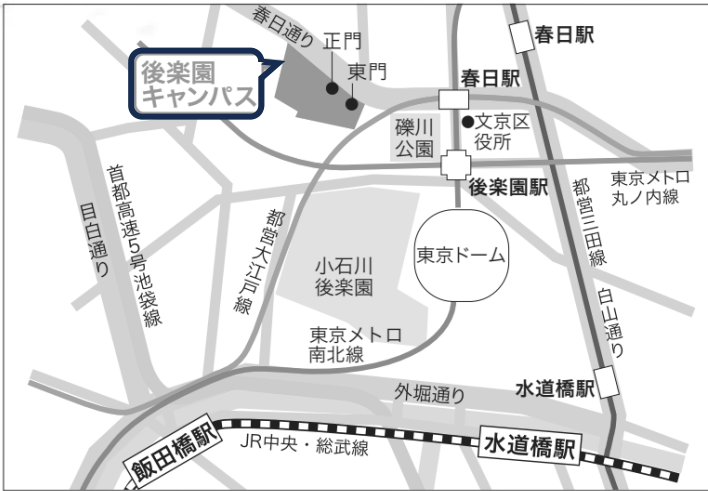 春日通り
正門
東門
後楽園
キャンパス
春日駅
春日駅
礫川
公園
文京区
役所
後楽園駅
東京メトロ
丸ノ内線
首都高速5号池袋線
目白通り
都営大江戸線
小石川
後楽園
東京ドーム
都営三田線
白山通り
東京メトロ
南北線
外堀通り
水道橋駅
飯田橋駅
JR中央・総武線
水道橋駅